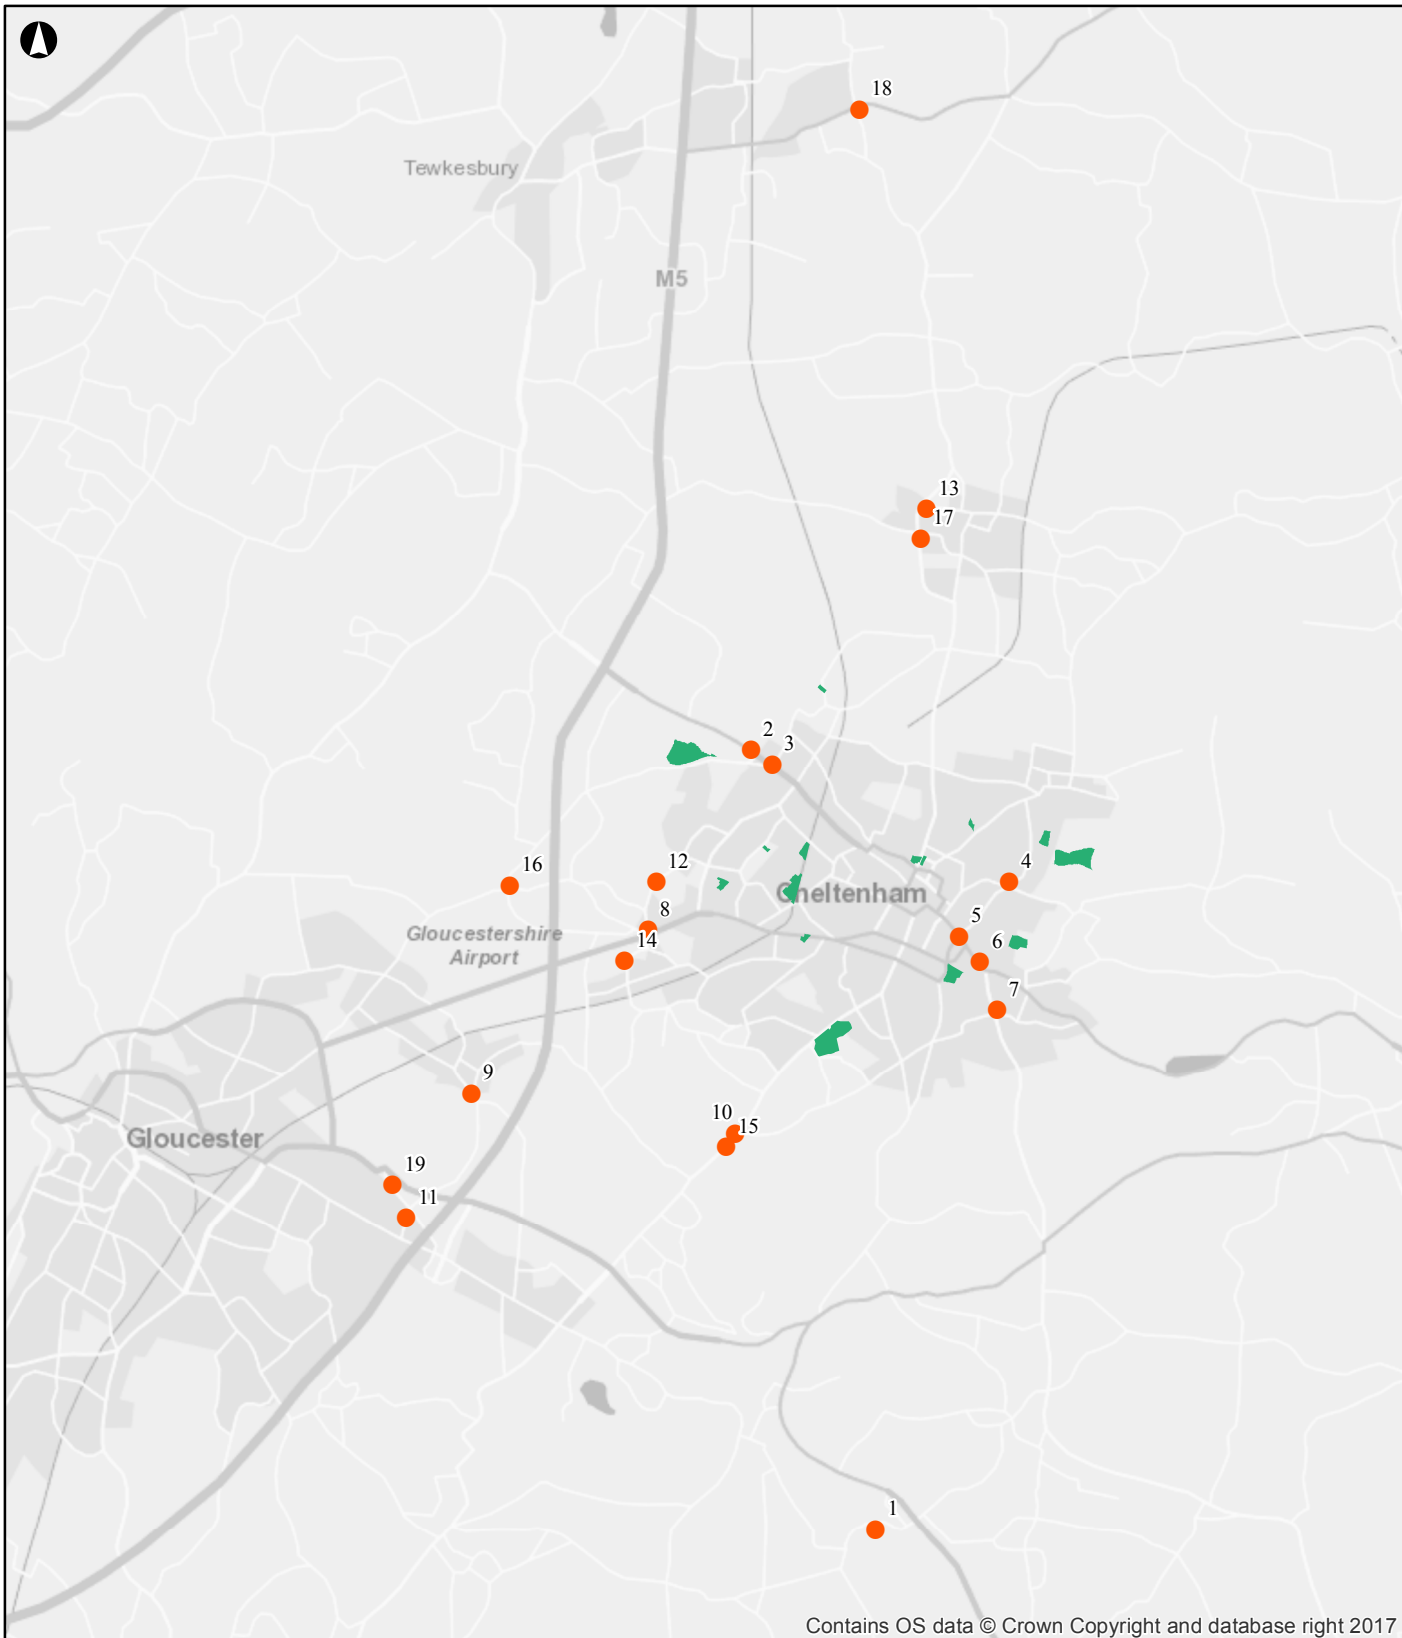 18
Tewkesbury
M5
13
17
2
3
16
12
4
Cheltenham
8
5
Gloucestershire
Airport
14
6
7
9
10
15
Gloucester
19
11
1
Contains OS data © Crown Copyright and database right 2017